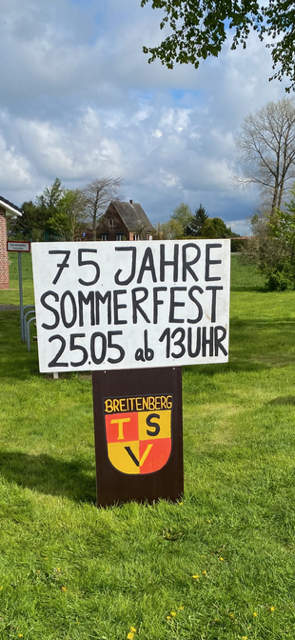 75 JAHRE
SOMMERFEST
25.05 ab 13UHR
BREITENBERG
T S
V